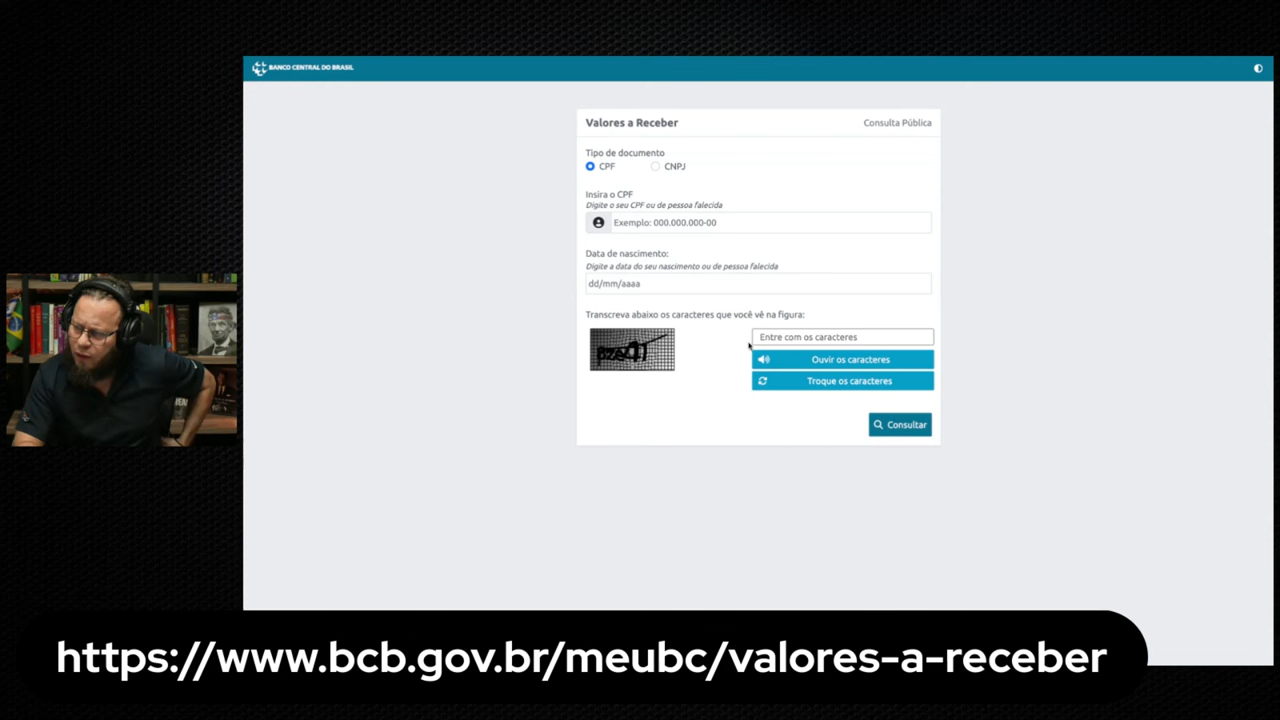 BANCO CENTRAL DO BRASIL
Valores a Receber
Consulta Pública
Tipo de documento
CPF
CNPJ
Insira o CPF
Digite o seu CPF ou de pessoa falecida
Exemplo: 000.000.000-00
Data de nascimento:
Digite a data do seu nascimento ou de pessoa falecida
dd/mm/aaaa
Transcreva abaixo os caracteres que você vê na figura:
Entre com os caracteres
Ouvir os caracteres
Troque os caracteres
Consultar
https://www.bcb.gov.br/meubc/valores-a-receber